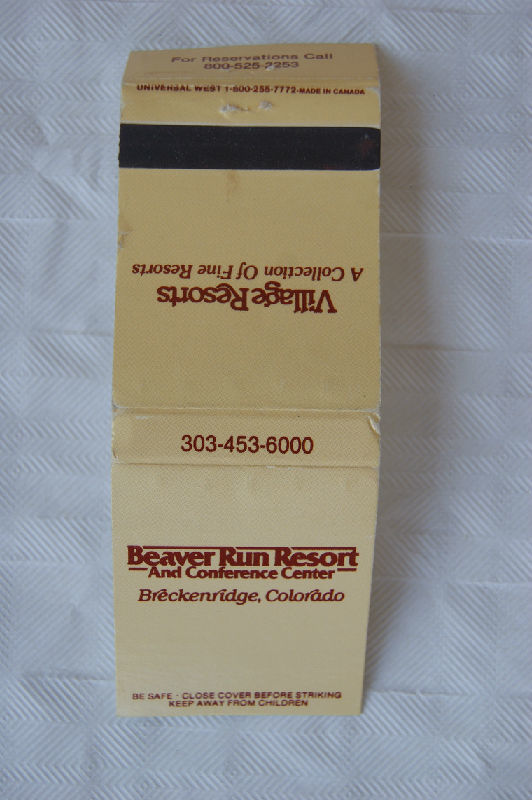 For Reservations Call
800-525-2253
UNIVERSAL WEST 1-800-255-7772-MADE IN CANADA
Village Resorts
A Collection Of Fine Resorts
303-453-6000
Beaver Run Resort
And Conference Center
Breckenridge, Colorado
BE SAFE · CLOSE COVER BEFORE STRIKING
KEEP AWAY FROM CHILDREN